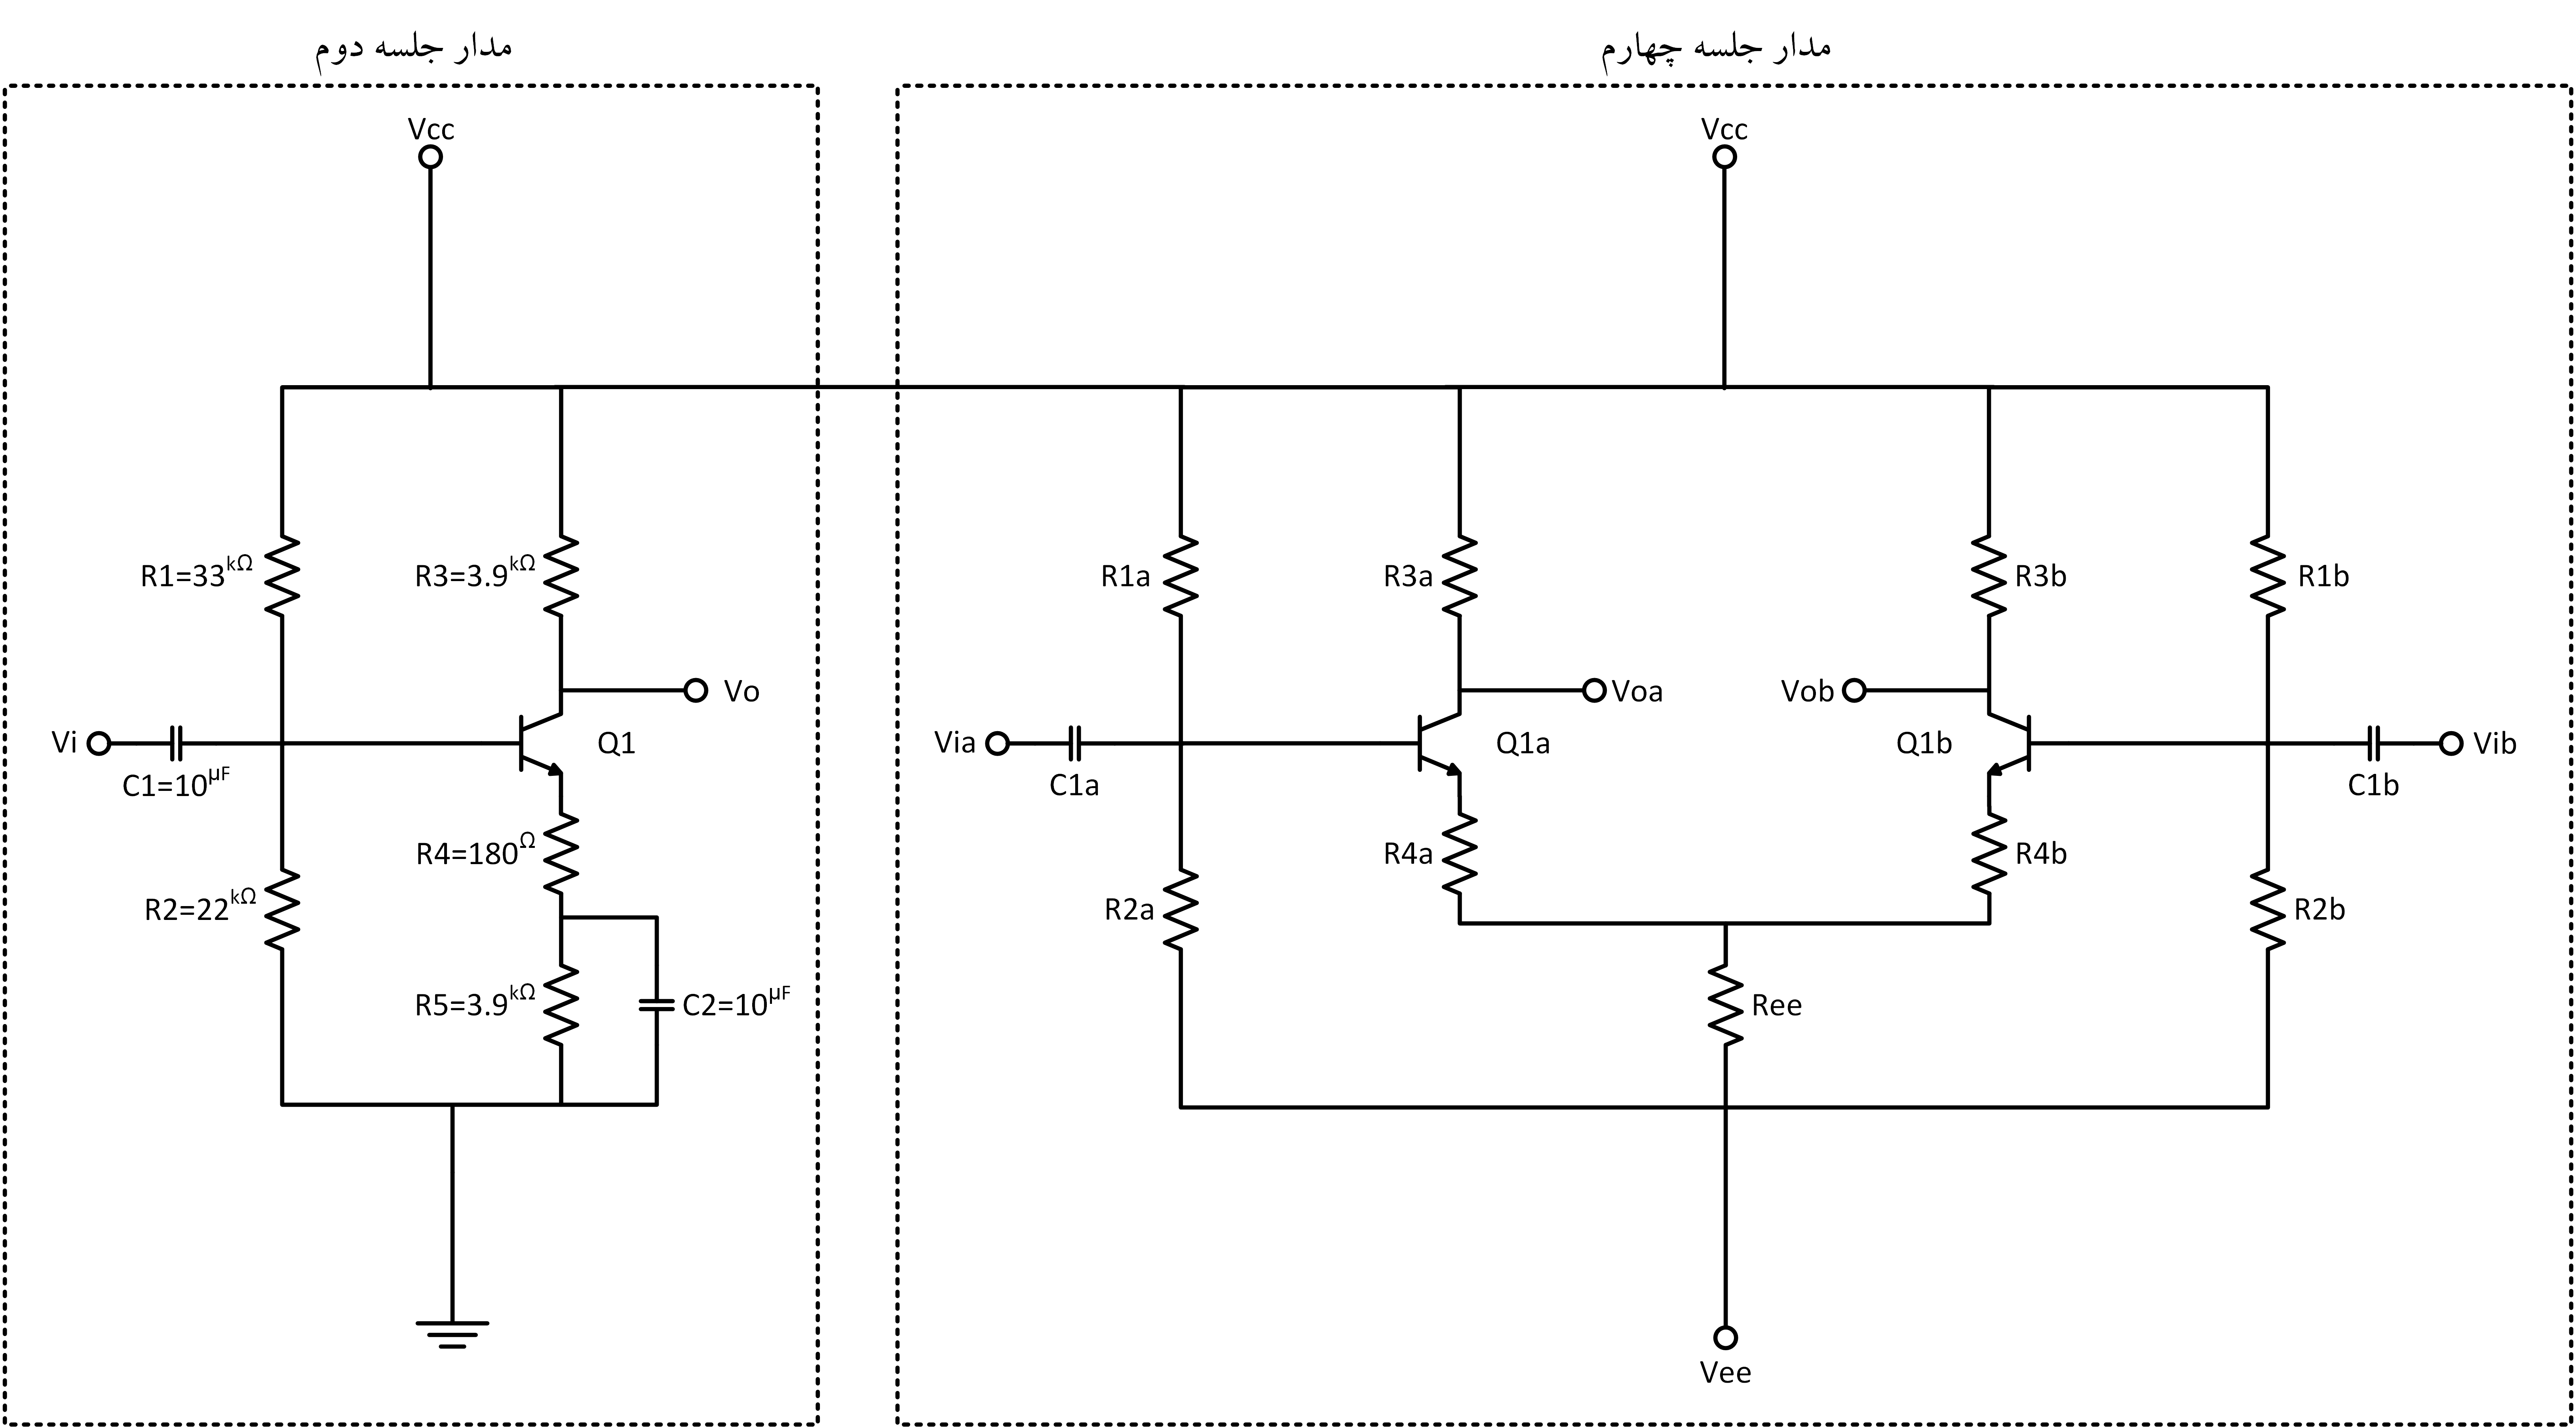 مدار جلسه دوم
Vcc
R1=33kΩ
R3=3.9kΩ
Vo
Vi
Q1
C1=10µF
R4=180Ω
R2=22kΩ
R5=3.9kΩ
C2=10µF
مدار جلسه چهارم
Vcc
R1a
R3a
R3b
R1b
Voa
Vob
Via
Q1a
Q1b
Vib
C1a
C1b
R4a
R4b
R2a
R2b
Ree
Vee